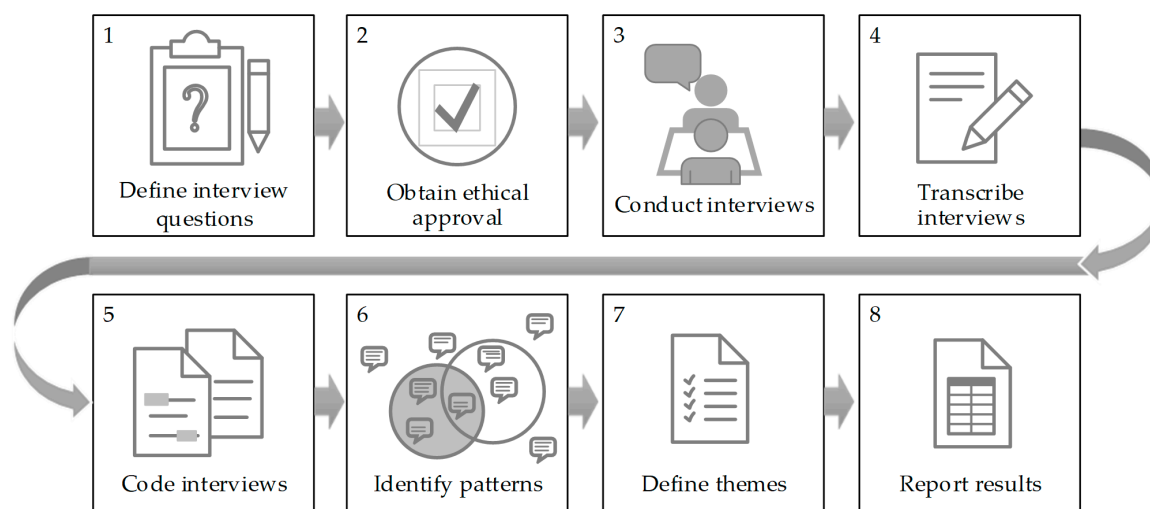 1
Define interview
questions
2
Obtain ethical
approval
3
Conduct interviews
4
Transcribe
interviews
5
Code interviews
6
Identify patterns
7
Define themes
8
Report results